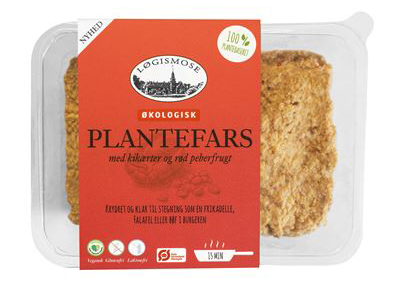 NYHED
LØGISMOSE
100%
PLANTEBASERET
ØKOLOGISK
PLANTEFARS
med kikærter og rød peberfrugt
KRYDRET OG KLAR TIL STEGNING SOM EN FRIKADELLE,
FALAFEL ELLER BØF I BURGEREN
Vegansk Glutenfri Laktosefri
Ø
15 MIN